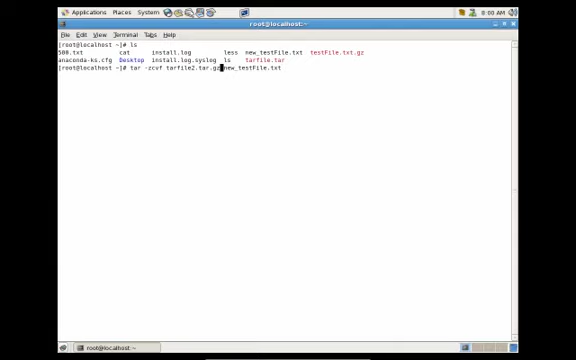 Applications Places System 8:00 AM
root@localhost:~
File Edit View Terminal Tabs Help
[root@localhost ~]# ls
500.txt cat install.log less new_testFile.txt testFile.txt.gz
anaconda-ks.cfg Desktop install.log.syslog ls tarfile.tar
[root@localhost ~]# tar -zcvf tarfile2.tar.gz new_testFile.txt
root@localhost:~